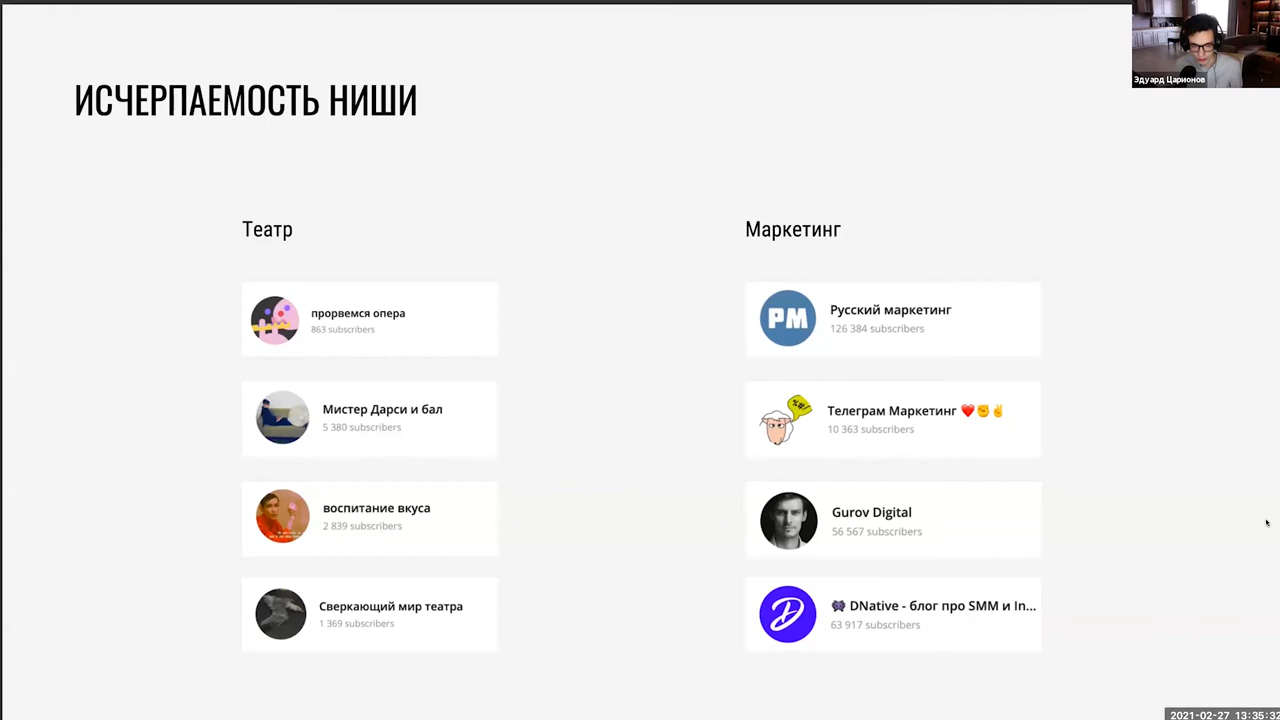 Эдуард Царионов
ИСЧЕРПАЕМОСТЬ НИШИ
Театр
прорвемся опера
863 subscribers
Мистер Дарси и бал
5 380 subscribers
воспитание вкуса
2 839 subscribers
Сверкающий мир театра
1 369 subscribers
Маркетинг
PM
Русский маркетинг
126 384 subscribers
Телеграм Маркетинг ❤️✊✌️
10 363 subscribers
Gurov Digital
56 567 subscribers
DNative - блог про SMM и In...
63 917 subscribers
2021-02-27 13:35:32